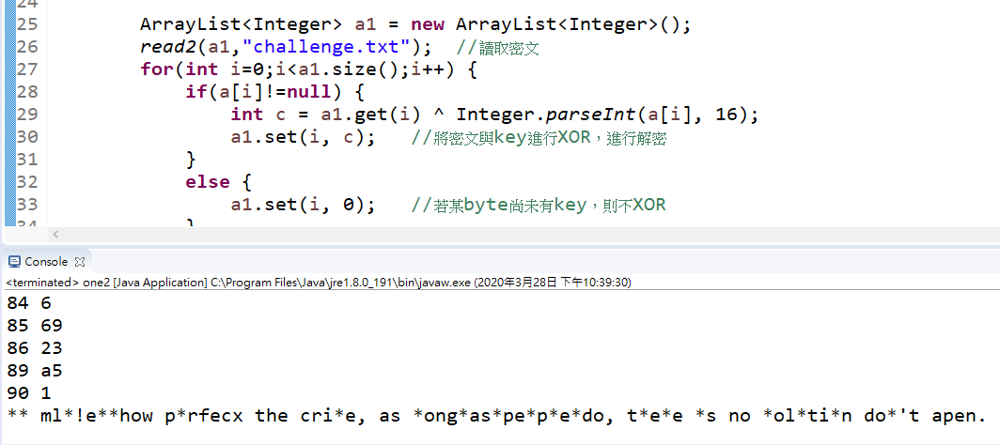 24
25 ArrayList<Integer> a1 = new ArrayList<Integer>();
26 read2(a1,"challenge.txt"); //讀取密文
27 for(int i=0;i<a1.size();i++) {
28 if(a[i]!=null) {
29 int c = a1.get(i) ^ Integer.parseInt(a[i], 16);
30 a1.set(i, c); //將密文與key進行XOR，進行解密
31 }
32 else {
33 a1.set(i, 0); //若某byte尚未有key，則不XOR
34 }
Console
<terminated> one2 [Java Application] C:\Program Files\Java\jre1.8.0_191\bin\javaw.exe (2020年3月28日 下午10:39:30)
84 6
85 69
86 23
89 a5
90 1
** ml*!e**how p*rfecx the cri*e, as *ong*as*pe*p*e*do, t*e*e *s no *ol*ti*n do*'t apen.